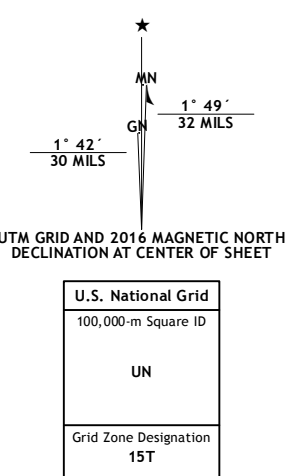 ★
MN
1° 49´
32 MILS
GN
1° 42´
30 MILS
UTM GRID AND 2016 MAGNETIC NORTH
DECLINATION AT CENTER OF SHEET
U.S. National Grid
100,000-m Square ID
UN
Grid Zone Designation
15T